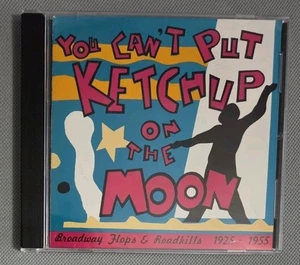 YOU CAN'T PUT
KETCHUP
ON
THE
MOON
Broadway Flops & Roadkills 1925 - 1955